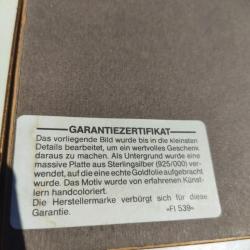 GARANTIEZERTIFIKAT
Das vorliegende Bild wurde bis in die kleinsten
Details bearbeitet, um ein wertvolles Geschenk
daraus zu machen. Als Untergrund wurde eine
massive Platte aus Sterlingsilber (925/000) ver-
wendet, auf die eine echte Goldfolie aufgebracht
wurde. Das Motiv wurde von erfahrenen Künst-
lern handcoloriert.
Die Herstellermarke verbürgt sich für diese
Garantie. »FI 539«